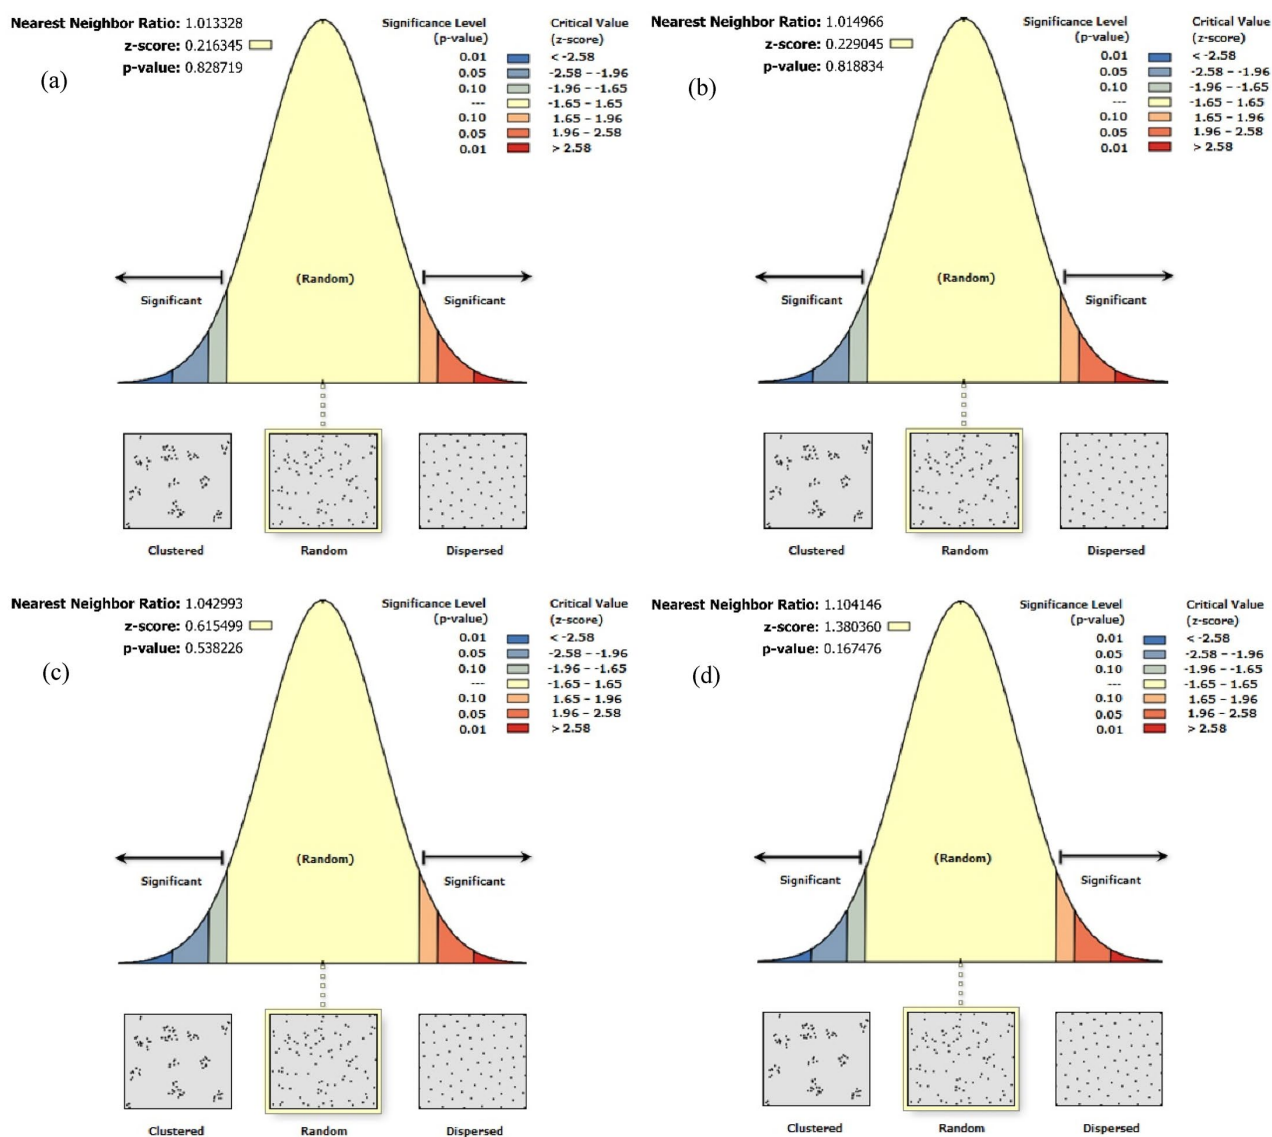 (a)
Nearest Neighbor Ratio: 1.013328
z-score: 0.216345
p-value: 0.828719
Significance Level (p-value)
Critical Value (z-score)
0.01 < -2.58
0.05 -2.58 – -1.96
0.10 -1.96 – -1.65
--- -1.65 – 1.65
0.10 1.65 – 1.96
0.05 1.96 – 2.58
0.01 > 2.58
Significant
(Random)
Significant
Clustered
Random
Dispersed
(b)
Nearest Neighbor Ratio: 1.014966
z-score: 0.229045
p-value: 0.818834
Significance Level (p-value)
Critical Value (z-score)
0.01 < -2.58
0.05 -2.58 – -1.96
0.10 -1.96 – -1.65
--- -1.65 – 1.65
0.10 1.65 – 1.96
0.05 1.96 – 2.58
0.01 > 2.58
Significant
(Random)
Significant
Clustered
Random
Dispersed
(c)
Nearest Neighbor Ratio: 1.042993
z-score: 0.615499
p-value: 0.538226
Significance Level (p-value)
Critical Value (z-score)
0.01 < -2.58
0.05 -2.58 – -1.96
0.10 -1.96 – -1.65
--- -1.65 – 1.65
0.10 1.65 – 1.96
0.05 1.96 – 2.58
0.01 > 2.58
Significant
(Random)
Significant
Clustered
Random
Dispersed
(d)
Nearest Neighbor Ratio: 1.104146
z-score: 1.380360
p-value: 0.167476
Significance Level (p-value)
Critical Value (z-score)
0.01 < -2.58
0.05 -2.58 – -1.96
0.10 -1.96 – -1.65
--- -1.65 – 1.65
0.10 1.65 – 1.96
0.05 1.96 – 2.58
0.01 > 2.58
Significant
(Random)
Significant
Clustered
Random
Dispersed